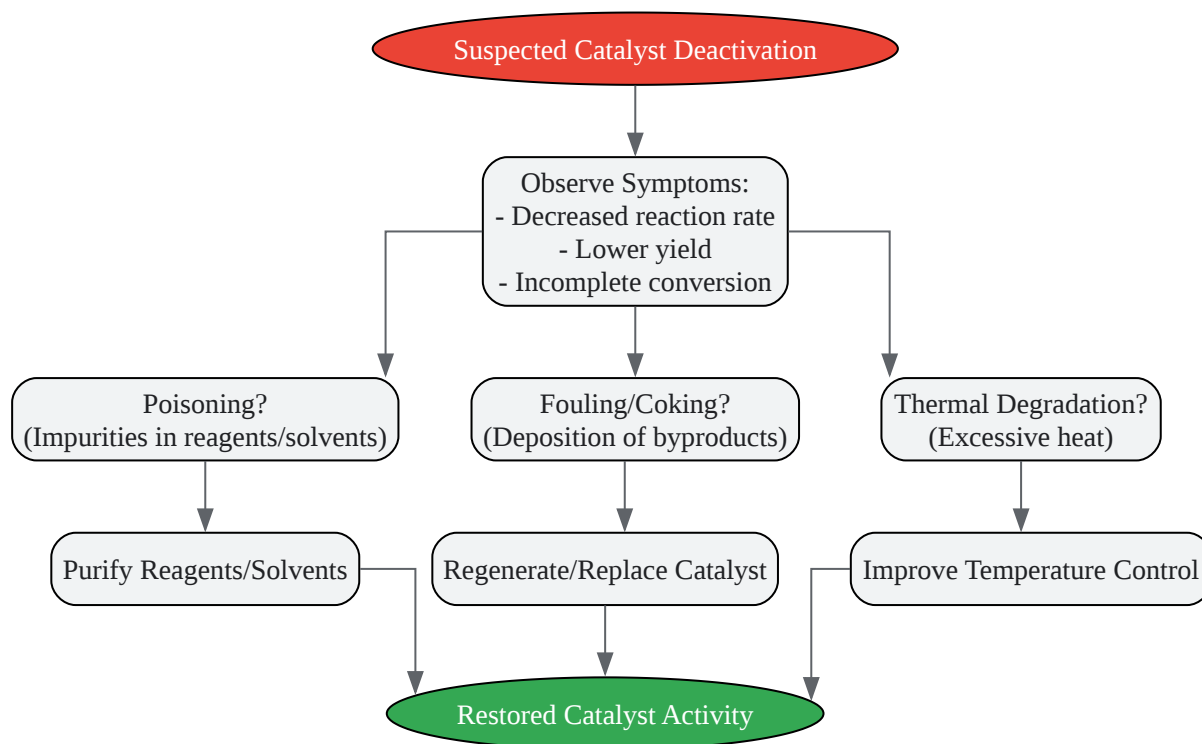 Suspected Catalyst Deactivation
Observe Symptoms:
- Decreased reaction rate
- Lower yield
- Incomplete conversion
Poisoning?
(Impurities in reagents/solvents)
Fouling/Coking?
(Deposition of byproducts)
Thermal Degradation?
(Excessive heat)
Purify Reagents/Solvents
Regenerate/Replace Catalyst
Improve Temperature Control
Restored Catalyst Activity